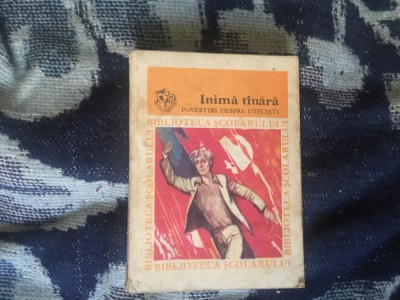 Inimă tînără
POVESTIRI DESPRE UTECIȘTI
BIBLIOTECA ȘCOLARULUI
BIBLIOTECA ȘCOLARULUI
BIBLIOTECA ȘCOLARULUI
BIBLIOTECA ȘCOLARULUI